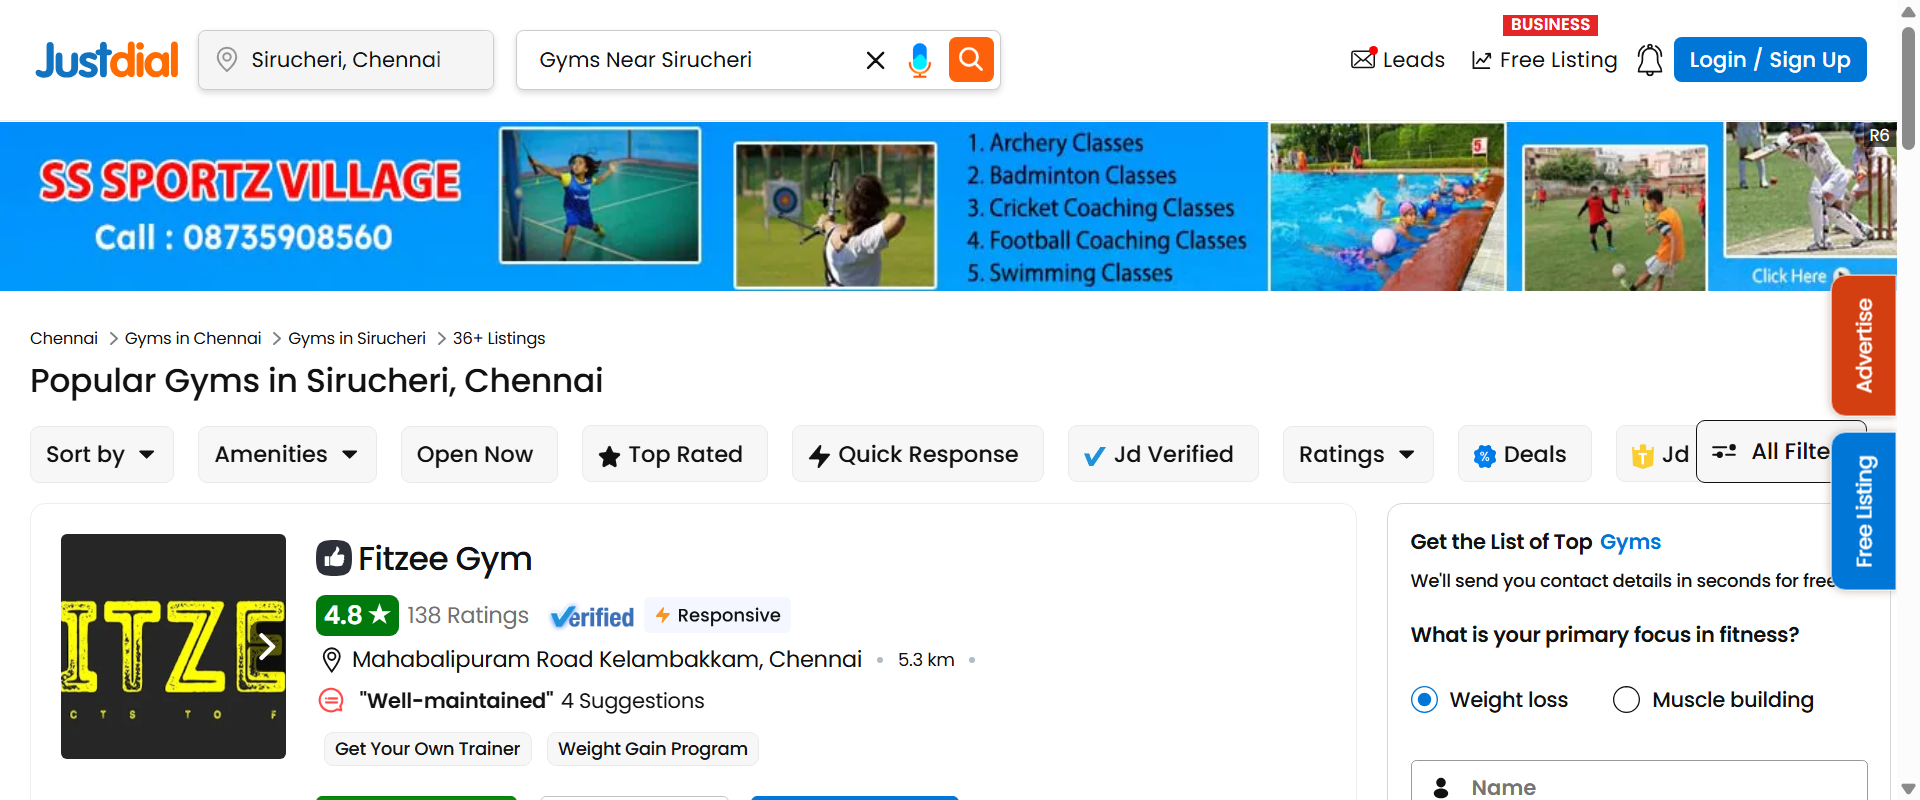 BUSINESS
Justdial
Sirucheri, Chennai
Gyms Near Sirucheri
Leads
Free Listing
Login / Sign Up
SS SPORTZ VILLAGE
Call : 08735908560
1. Archery Classes
2. Badminton Classes
3. Cricket Coaching Classes
4. Football Coaching Classes
5. Swimming Classes
5
R6
Click Here
Advertise
Free Listing
Chennai > Gyms in Chennai > Gyms in Sirucheri > 36+ Listings
Popular Gyms in Sirucheri, Chennai
Sort by
Amenities
Open Now
Top Rated
Quick Response
Jd Verified
Ratings
% Deals
T Jd
All Filte
ITZE
C T S T O F
Fitzee Gym
4.8 ★ 138 Ratings Verified Responsive
Mahabalipuram Road Kelambakkam, Chennai • 5.3 km •
"Well-maintained" 4 Suggestions
Get Your Own Trainer
Weight Gain Program
Get the List of Top Gyms
We'll send you contact details in seconds for free
What is your primary focus in fitness?
Weight loss
Muscle building
Name